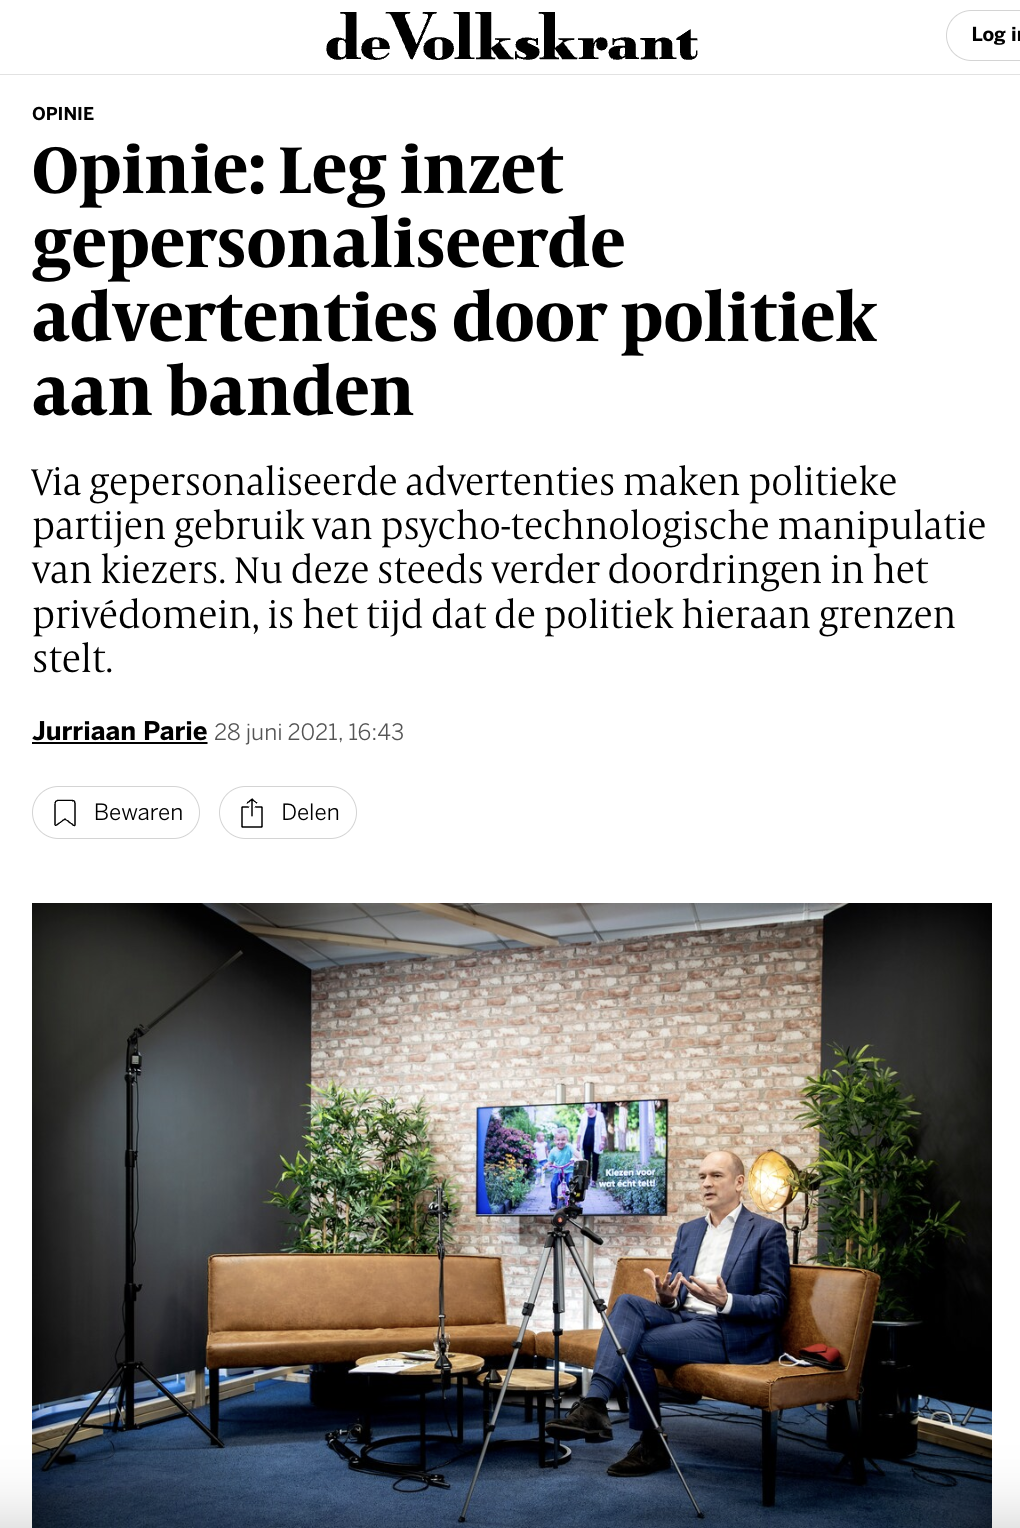 de Volkskrant
Log i
OPINIE
Opinie: Leg inzet
gepersonaliseerde
advertenties door politiek
aan banden
Via gepersonaliseerde advertenties maken politieke
partijen gebruik van psycho-technologische manipulatie
van kiezers. Nu deze steeds verder doordringen in het
privédomein, is het tijd dat de politiek hieraan grenzen
stelt.
Jurriaan Parie 28 juni 2021, 16:43
Bewaren Delen
Kiezen voor
wat écht telt!